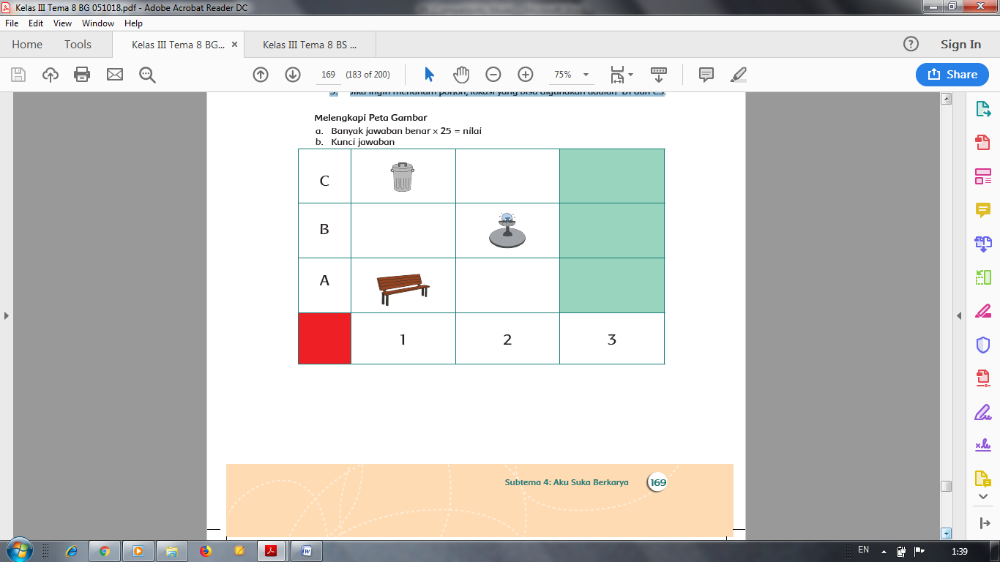 Kelas III Tema 8 BG 051018.pdf - Adobe Acrobat Reader DC
File Edit View Window Help
Home Tools Kelas III Tema 8 BG... × Kelas III Tema 8 BS ... Sign In
169 (183 of 200) 75% Share
3. Jika ingin menanam pohon, lokasi yang bisa digunakan adalah B1 dan C3.
Melengkapi Peta Gambar
a. Banyak jawaban benar × 25 = nilai
b. Kunci jawaban
C
B
A
1 2 3
Subtema 4: Aku Suka Berkarya 169
EN 1:39